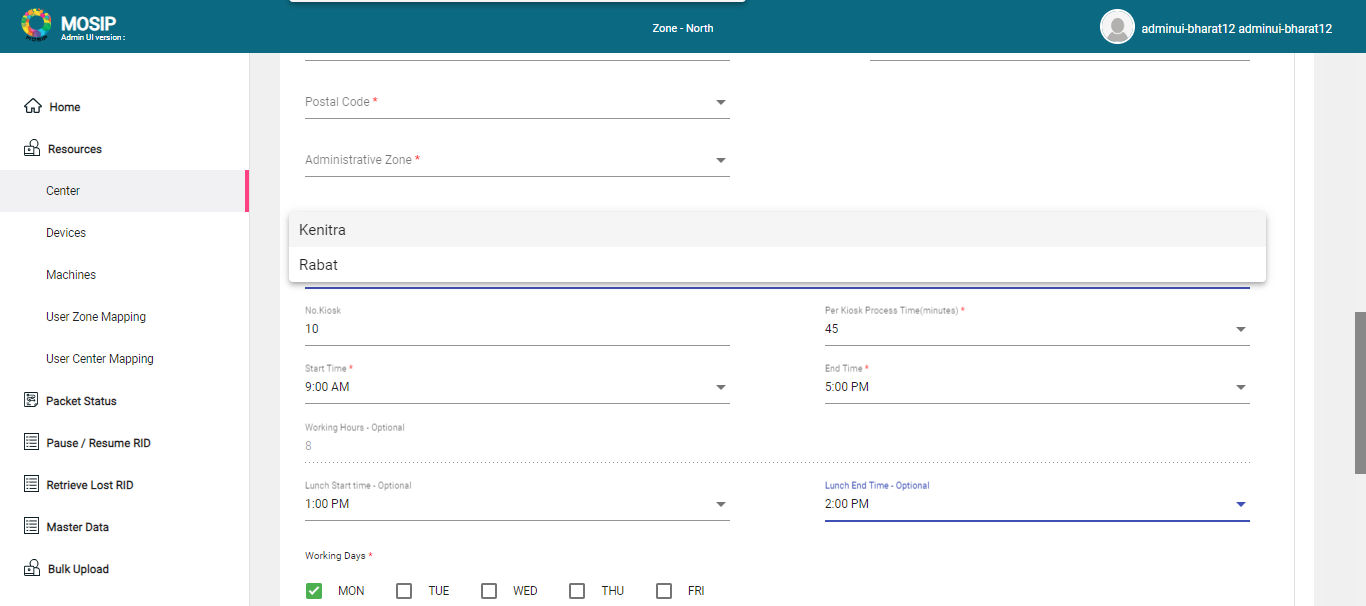 MOSIP
Admin UI version :
Zone - North
adminui-bharat12 adminui-bharat12
Home
Resources
Center
Devices
Machines
User Zone Mapping
User Center Mapping
Packet Status
Pause / Resume RID
Retrieve Lost RID
Master Data
Bulk Upload
Postal Code *
Administrative Zone *
Kenitra
Rabat
No.Kiosk
10
Per Kiosk Process Time(minutes) *
45
Start Time *
9:00 AM
End Time *
5:00 PM
Working Hours - Optional
8
Lunch Start time - Optional
1:00 PM
Lunch End Time - Optional
2:00 PM
Working Days *
MON TUE WED THU FRI